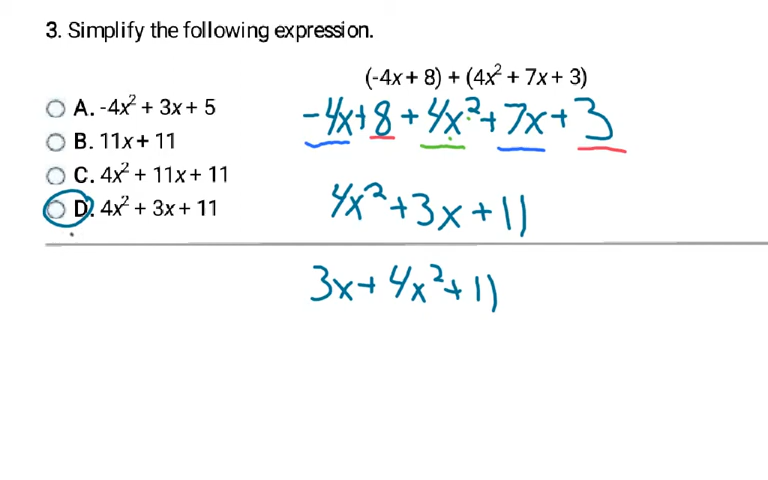 3. Simplify the following expression.
(-4x + 8) + (4x² + 7x + 3)
A. -4x² + 3x + 5
B. 11x + 11
C. 4x² + 11x + 11
D. 4x² + 3x + 11
-4x + 8 + 4x² + 7x + 3
4x² + 3x + 11
3x + 4x² + 11